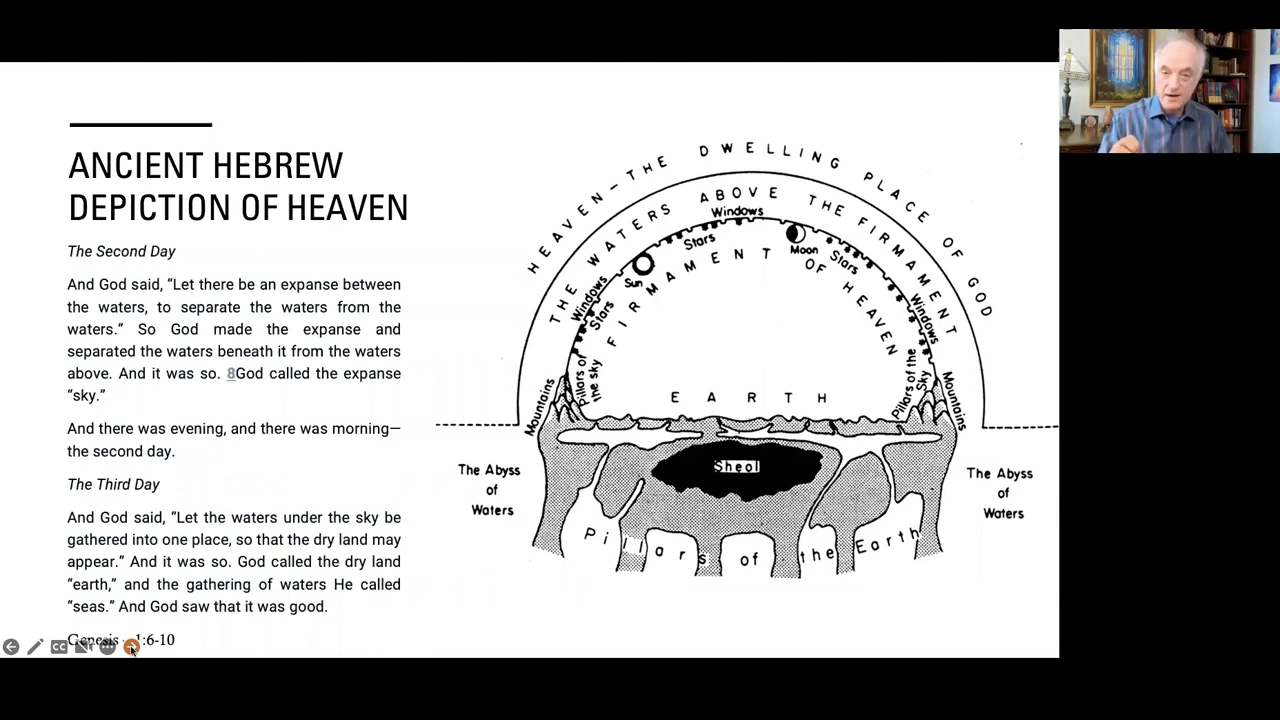 ANCIENT HEBREW
DEPICTION OF HEAVEN
The Second Day
And God said, “Let there be an expanse between
the waters, to separate the waters from the
waters.” So God made the expanse and
separated the waters beneath it from the waters
above. And it was so. 8God called the expanse
“sky.”
And there was evening, and there was morning—
the second day.
The Third Day
And God said, “Let the waters under the sky be
gathered into one place, so that the dry land may
appear.” And it was so. God called the dry land
“earth,” and the gathering of waters He called
“seas.” And God saw that it was good.
Genesis 1:6-10
CC
HEAVEN-THE DWELLING PLACE OF GOD
THE WATERS ABOVE THE FIRMAMENT
Windows
Stars
Moon
Stars
Sun
Windows
Stars
Windows
FIRMAMENT OF HEAVEN
Pillars of
the sky
Pillars of the
Sky
Mountains
Mountains
EARTH
Sheol
The Abyss
of
Waters
The Abyss
of
Waters
Pillars of the Earth